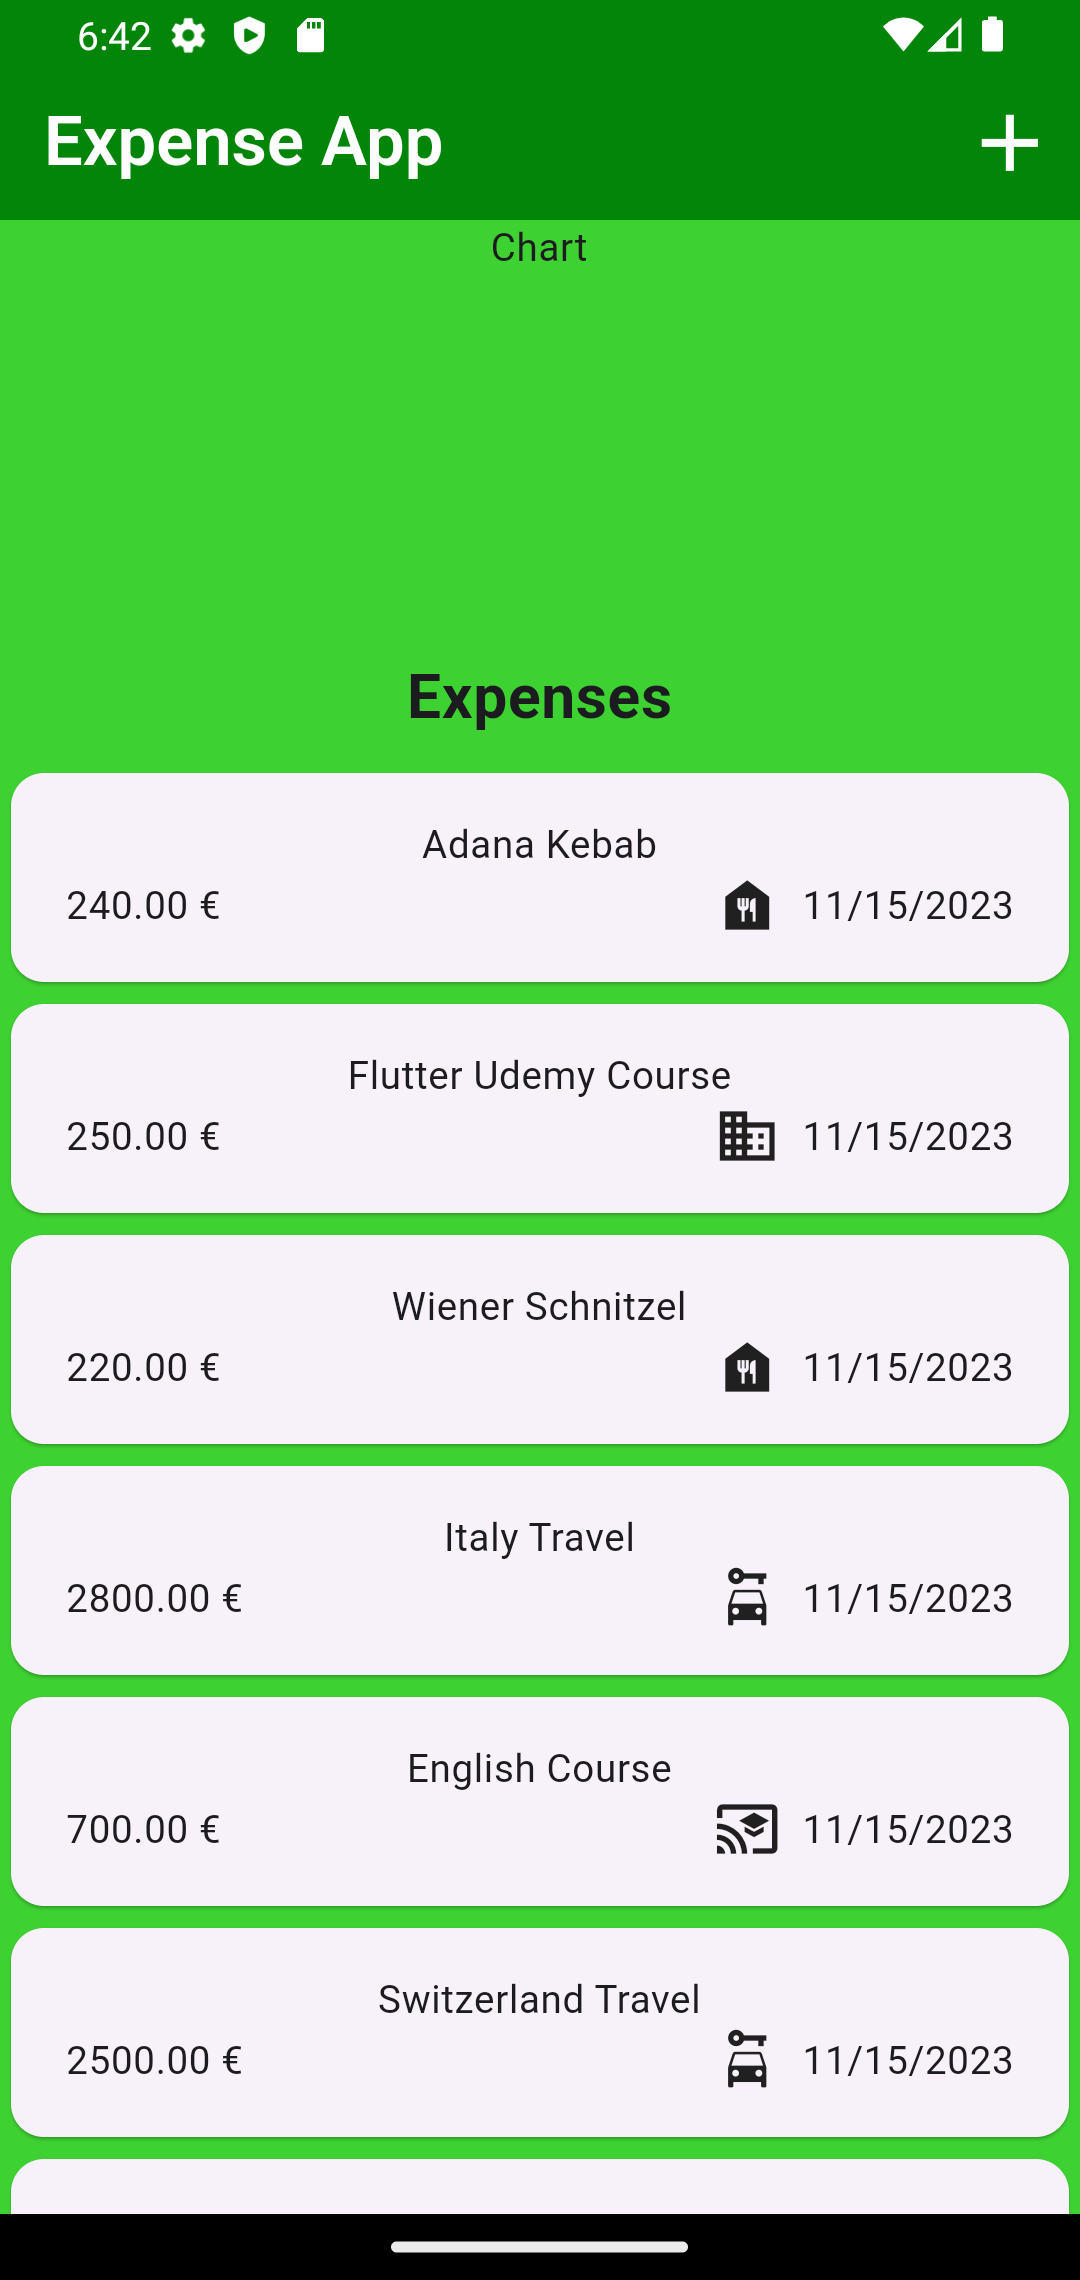 6:42
Expense App
Chart
Expenses
Adana Kebab
240.00 € 11/15/2023
Flutter Udemy Course
250.00 € 11/15/2023
Wiener Schnitzel
220.00 € 11/15/2023
Italy Travel
2800.00 € 11/15/2023
English Course
700.00 € 11/15/2023
Switzerland Travel
2500.00 € 11/15/2023